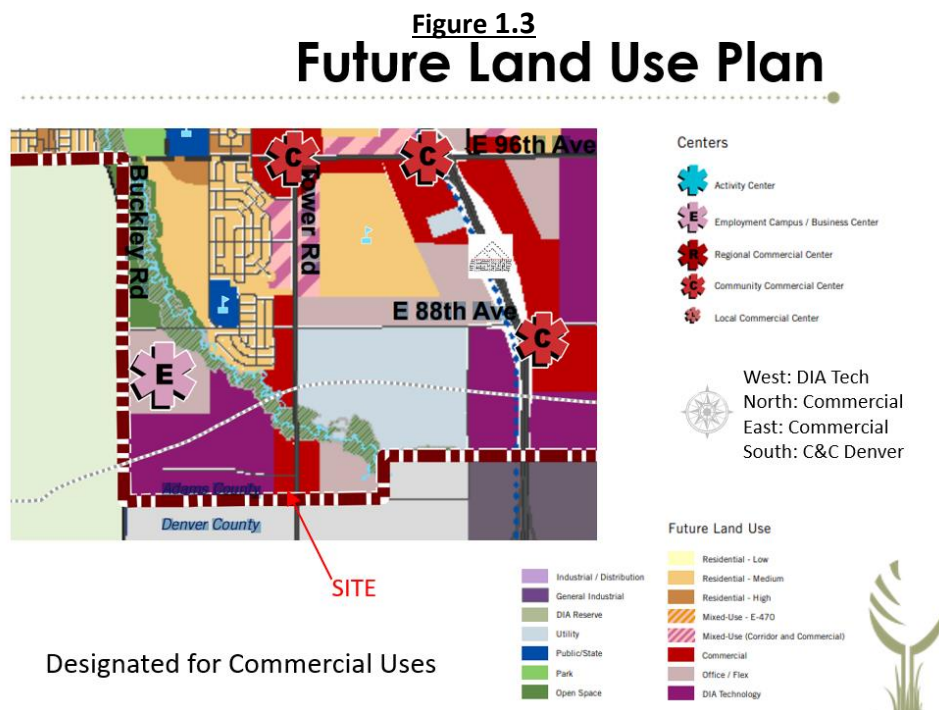 Figure 1.3
Future Land Use Plan
E 96th Ave
C
C
Buckley Rd
Tower Rd
E 88th Ave
C
E
Adams County
Denver County
SITE
Designated for Commercial Uses
Centers
Activity Center
E
Employment Campus / Business Center
R
Regional Commercial Center
C
Community Commercial Center
Local Commercial Center
West: DIA Tech
North: Commercial
East: Commercial
South: C&C Denver
Industrial / Distribution
General Industrial
DIA Reserve
Utility
Public/State
Park
Open Space
Future Land Use
Residential - Low
Residential - Medium
Residential - High
Mixed-Use - E-470
Mixed-Use (Corridor and Commercial)
Commercial
Office / Flex
DIA Technology